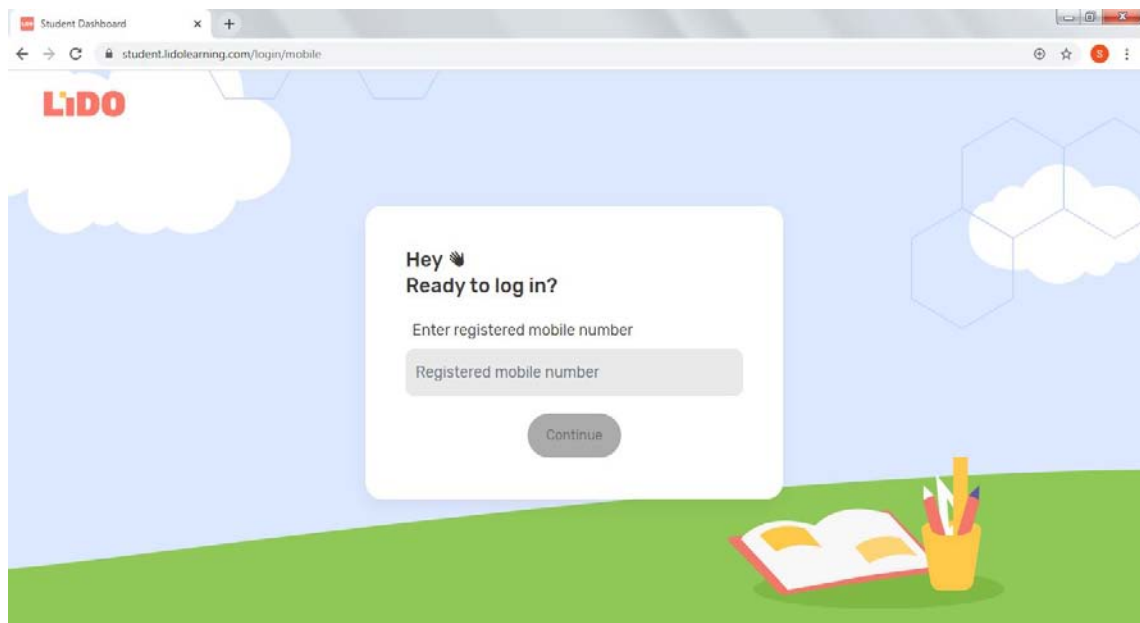 Student Dashboard
student.lidolearning.com/login/mobile
S
LiDO
Hey 👋
Ready to log in?
Enter registered mobile number
Registered mobile number
Continue